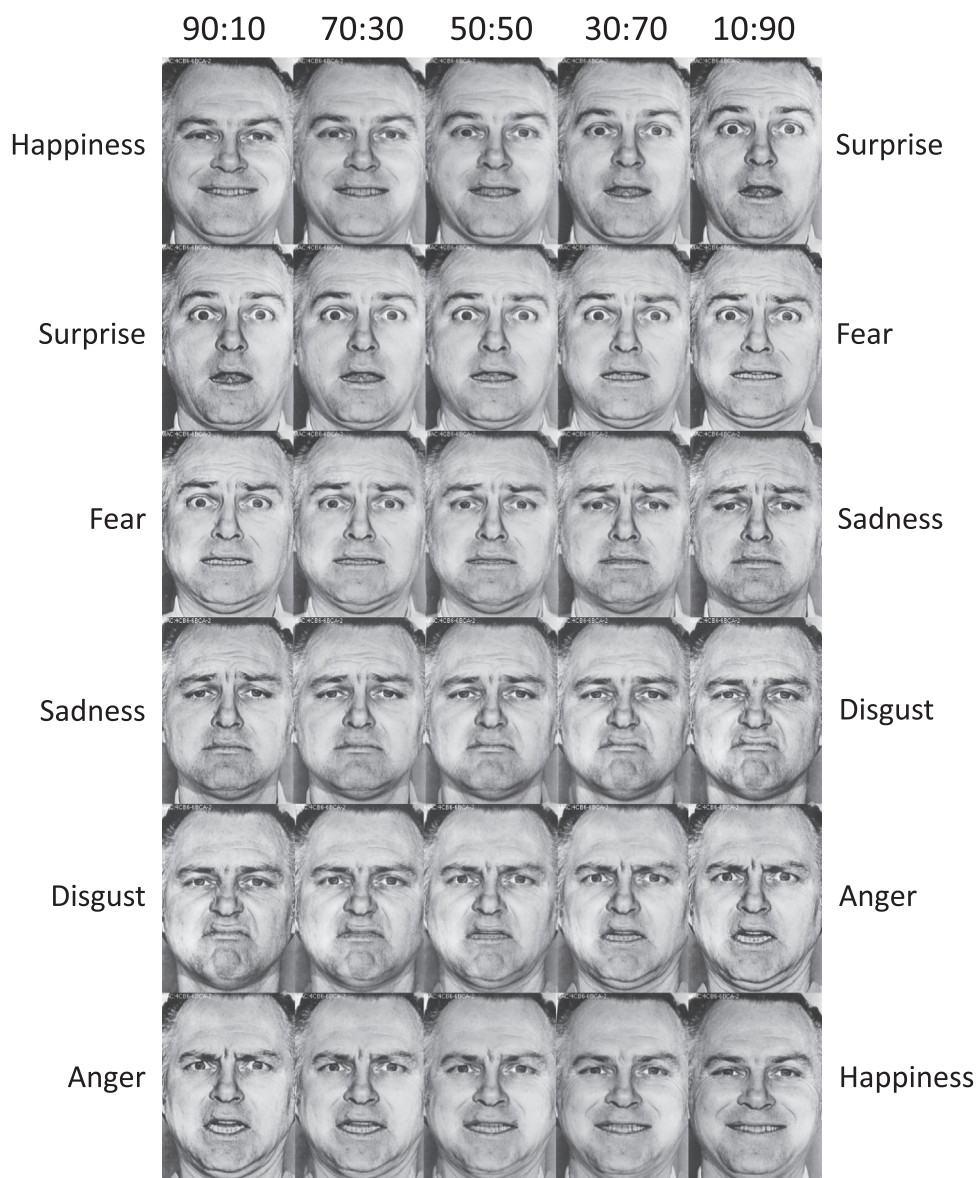 90:10 70:30 50:50 30:70 10:90
Happiness Surprise
Surprise Fear
Fear Sadness
Sadness Disgust
Disgust Anger
Anger Happiness